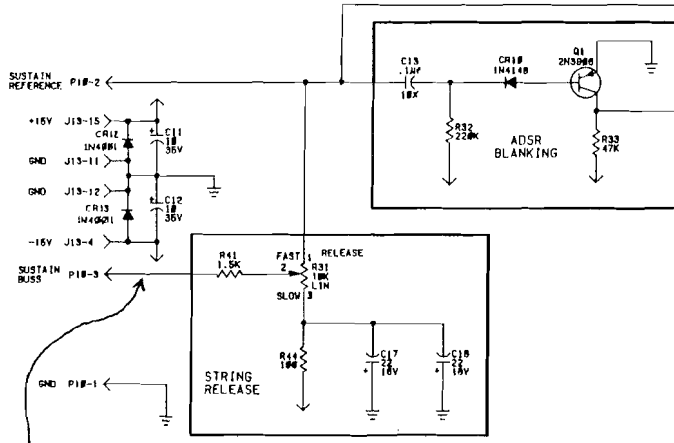 SUSTAIN
REFERENCE P10-2
+15V J13-15
CR12
1N4001
C11
10
35V
GND J13-11
GND J13-12
CR13
1N4001
C12
10
35V
-15V J13-4
SUSTAIN
BUSS P10-3
R41
1.5K
FAST 1 RELEASE
2
R31
10K
LIN
SLOW 3
R44
100
C17
22
16V
C18
22
16V
STRING
RELEASE
GND P10-1
C13
.1MF
10%
CR10
1N4148
Q1
2N3906
R32
220K
R33
47K
ADSR
BLANKING